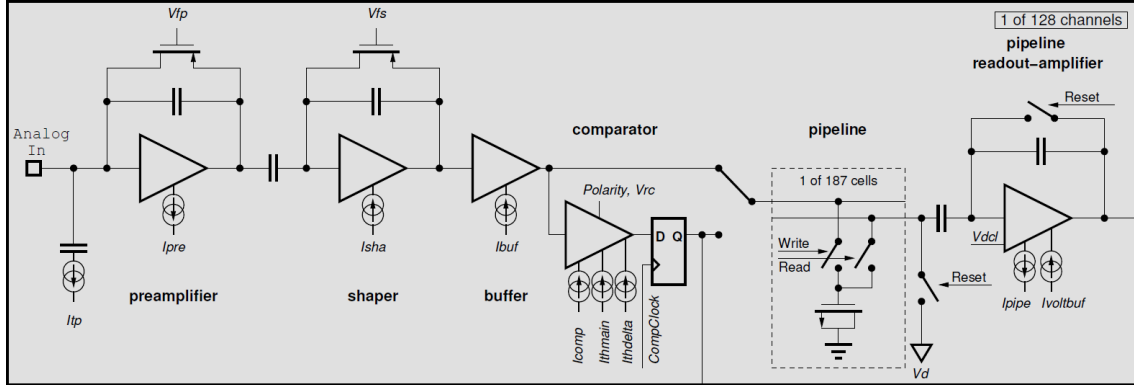 Vfp
Vfs
1 of 128 channels
pipeline
readout-amplifier
Reset
Analog
In
comparator
pipeline
1 of 187 cells
Polarity, Vrc
D Q
Write
Read
Vdcl
Reset
Ipre
Isha
Ibuf
Itp
preamplifier
shaper
buffer
Icomp
Ithmain
Ithdelta
CompClock
Ipipe
Ivoltbuf
Vd